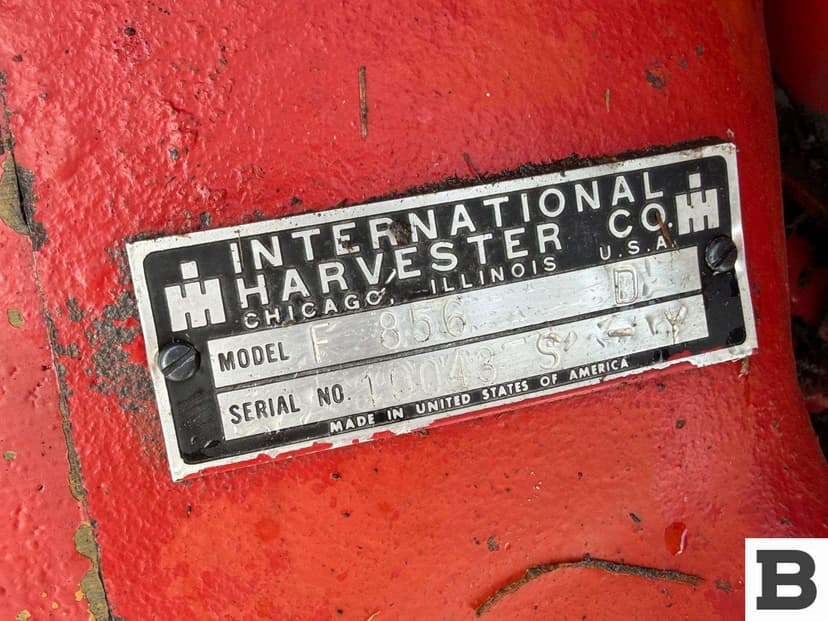 INTERNATIONAL
HARVESTER CO.
CHICAGO, ILLINOIS U.S.A.
MODEL F 856 D
SERIAL NO. 10043 S Y
MADE IN UNITED STATES OF AMERICA
B